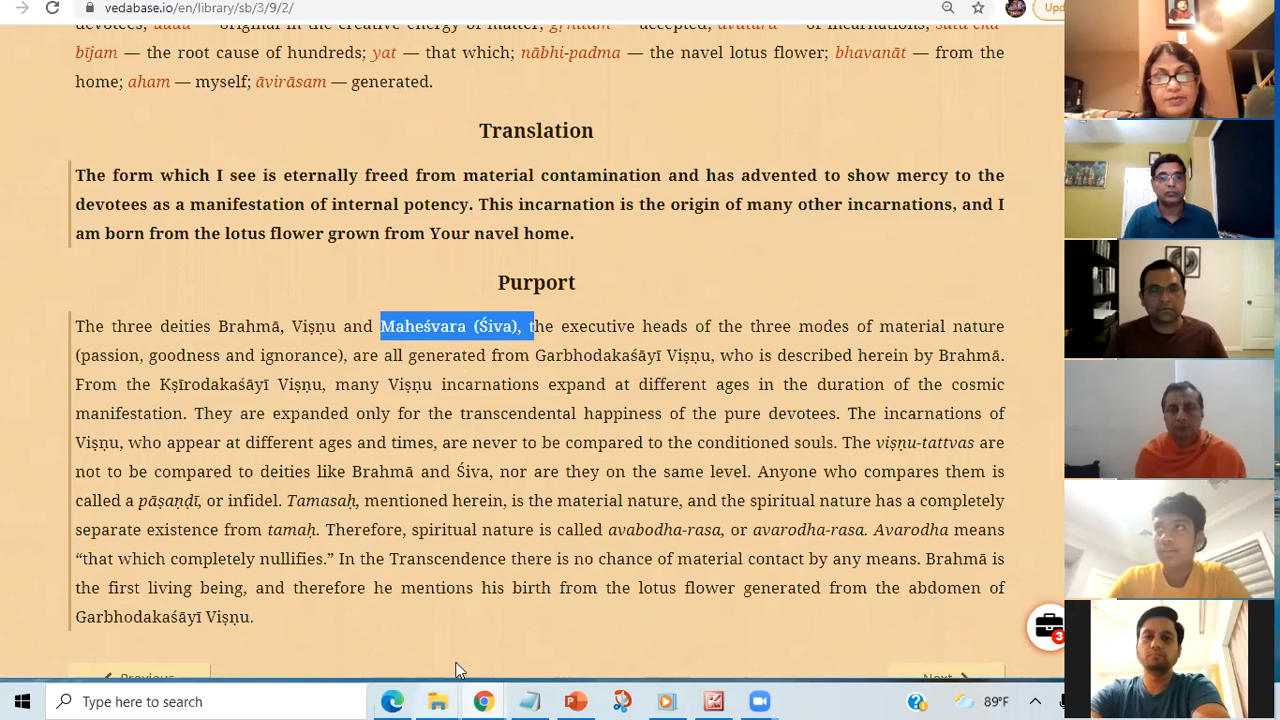 vedabase.io/en/library/sb/3/9/2/
bījam — the root cause of hundreds; yat — that which; nābhi-padma — the navel lotus flower; bhavanāt — from the
home; aham — myself; āvirāsam — generated.
Translation
The form which I see is eternally freed from material contamination and has advented to show mercy to the
devotees as a manifestation of internal potency. This incarnation is the origin of many other incarnations, and I
am born from the lotus flower grown from Your navel home.
Purport
The three deities Brahmā, Viṣṇu and Maheśvara (Śiva), the executive heads of the three modes of material nature
(passion, goodness and ignorance), are all generated from Garbhodakaśāyī Viṣṇu, who is described herein by Brahmā.
From the Kṣīrodakaśāyī Viṣṇu, many Viṣṇu incarnations expand at different ages in the duration of the cosmic
manifestation. They are expanded only for the transcendental happiness of the pure devotees. The incarnations of
Viṣṇu, who appear at different ages and times, are never to be compared to the conditioned souls. The viṣṇu-tattvas are
not to be compared to deities like Brahmā and Śiva, nor are they on the same level. Anyone who compares them is
called a pāṣaṇḍī, or infidel. Tamasaḥ, mentioned herein, is the material nature, and the spiritual nature has a completely
separate existence from tamaḥ. Therefore, spiritual nature is called avabodha-rasa, or avarodha-rasa. Avarodha means
“that which completely nullifies.” In the Transcendence there is no chance of material contact by any means. Brahmā is
the first living being, and therefore he mentions his birth from the lotus flower generated from the abdomen of
Garbhodakaśāyī Viṣṇu.
Previous
Next
3
Type here to search
89°F